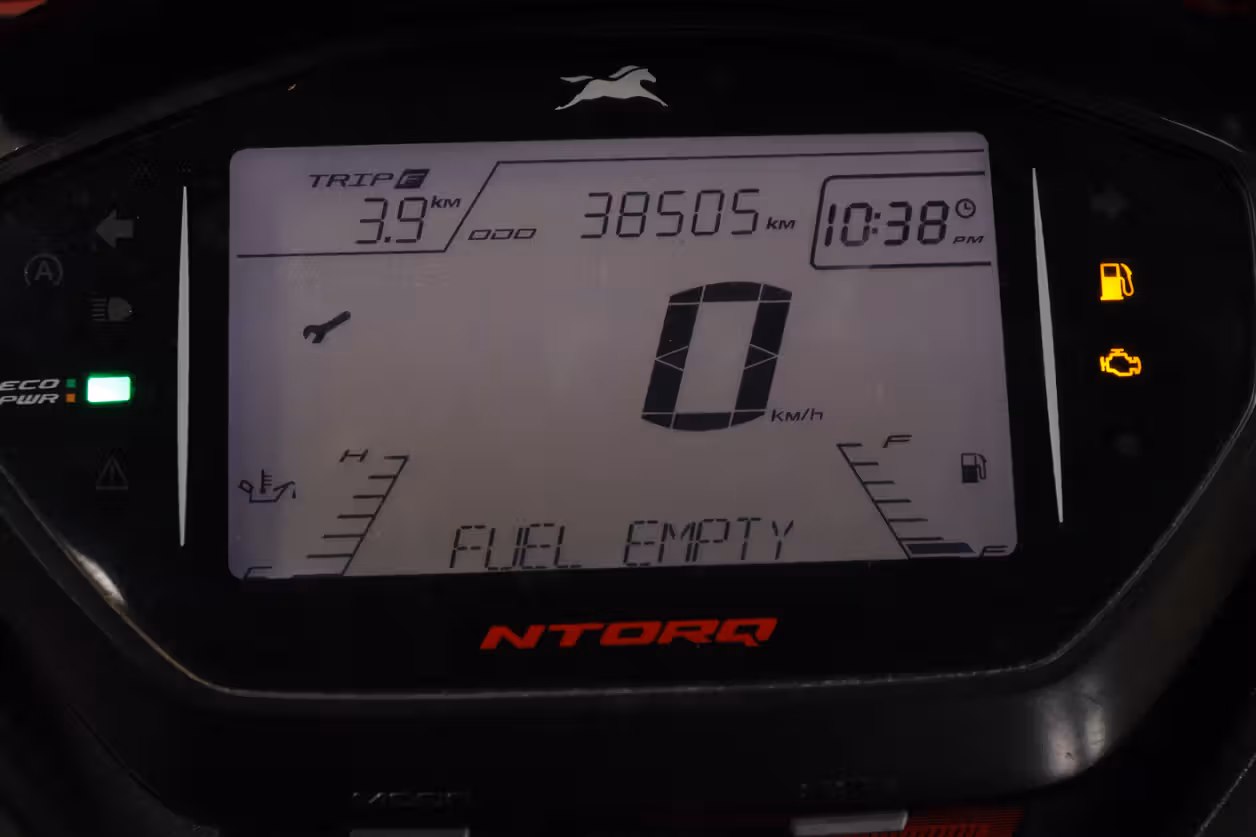 TRIP F
3.9 KM
ODO
38505 KM
10:38 PM
A
ECO
PWR
0 KM/h
H
C
F
E
FUEL EMPTY
NTORQ